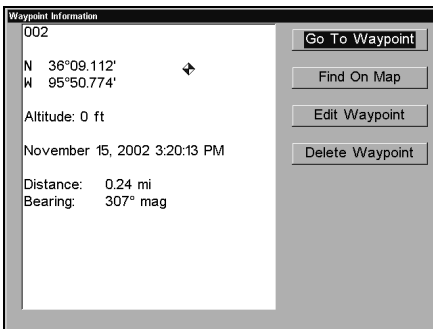 Waypoint Information
002
N 36°09.112'
W 95°50.774'
Altitude: 0 ft
November 15, 2002 3:20:13 PM
Distance: 0.24 mi
Bearing: 307° mag
Go To Waypoint
Find On Map
Edit Waypoint
Delete Waypoint